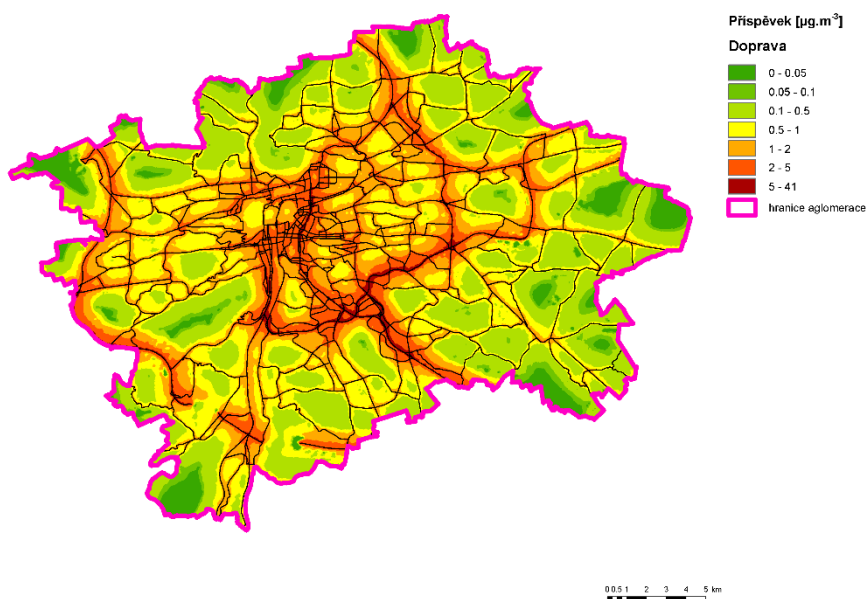 Příspěvek [µg.m-3]
Doprava
0 - 0.05
0.05 - 0.1
0.1 - 0.5
0.5 - 1
1 - 2
2 - 5
5 - 41
hranice aglomerace
0 0.5 1 2 3 4 5 km